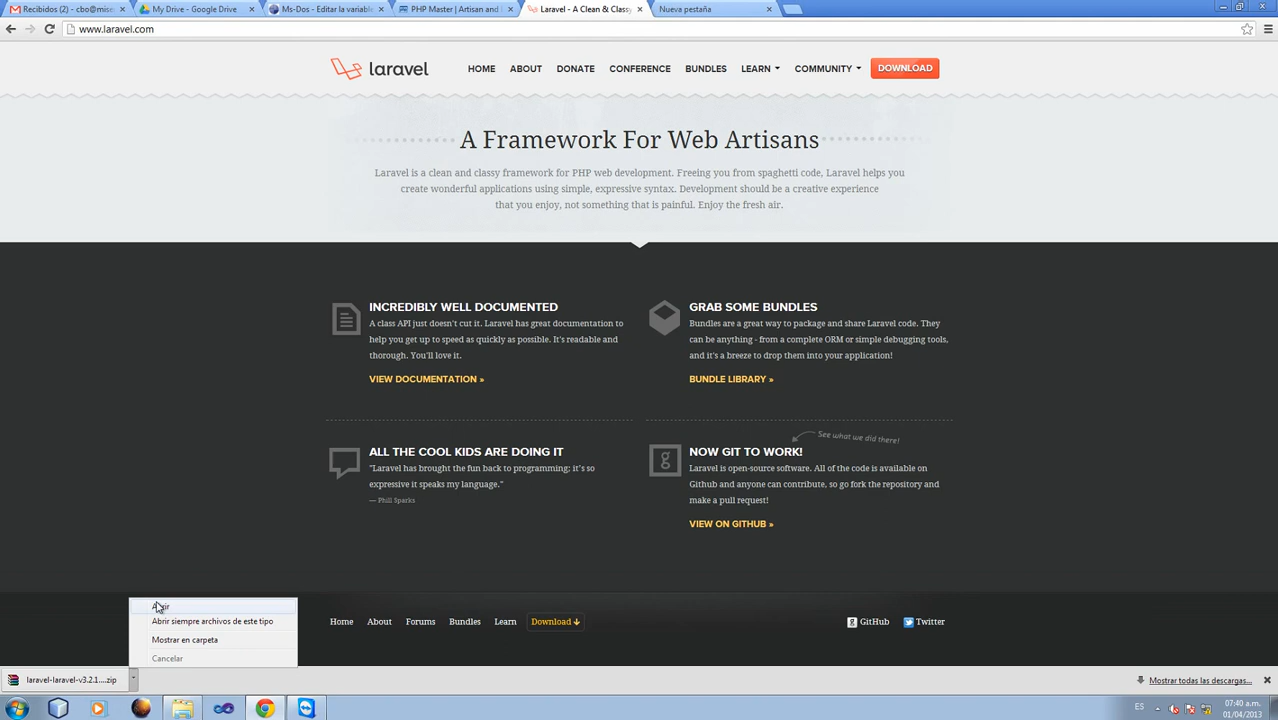 Recibidos (2) - cbo@mise
My Drive - Google Drive
Ms-Dos - Editar la variable
PHP Master | Artisan and
Laravel - A Clean & Classy
Nueva pestaña
www.laravel.com
laravel
HOME
ABOUT
DONATE
CONFERENCE
BUNDLES
LEARN
COMMUNITY
DOWNLOAD
A Framework For Web Artisans
Laravel is a clean and classy framework for PHP web development. Freeing you from spaghetti code, Laravel helps you
create wonderful applications using simple, expressive syntax. Development should be a creative experience
that you enjoy, not something that is painful. Enjoy the fresh air.
INCREDIBLY WELL DOCUMENTED
A class API just doesn't cut it. Laravel has great documentation to
help you get up to speed as quickly as possible. It's readable and
thorough. You'll love it.
VIEW DOCUMENTATION »
GRAB SOME BUNDLES
Bundles are a great way to package and share Laravel code. They
can be anything - from a complete ORM or simple debugging tools,
and it's a breeze to drop them into your application!
BUNDLE LIBRARY »
ALL THE COOL KIDS ARE DOING IT
"Laravel has brought the fun back to programming; it's so
expressive it speaks my language."
— Phill Sparks
See what we did there!
NOW GIT TO WORK!
Laravel is open-source software. All of the code is available on
Github and anyone can contribute, so go fork the repository and
make a pull request!
VIEW ON GITHUB »
Abrir
Abrir siempre archivos de este tipo
Mostrar en carpeta
Cancelar
Home
About
Forums
Bundles
Learn
Download
GitHub
Twitter
laravel-laravel-v3.2.1....zip
Mostrar todas las descargas...
ES
07:40 a.m.
01/04/2013